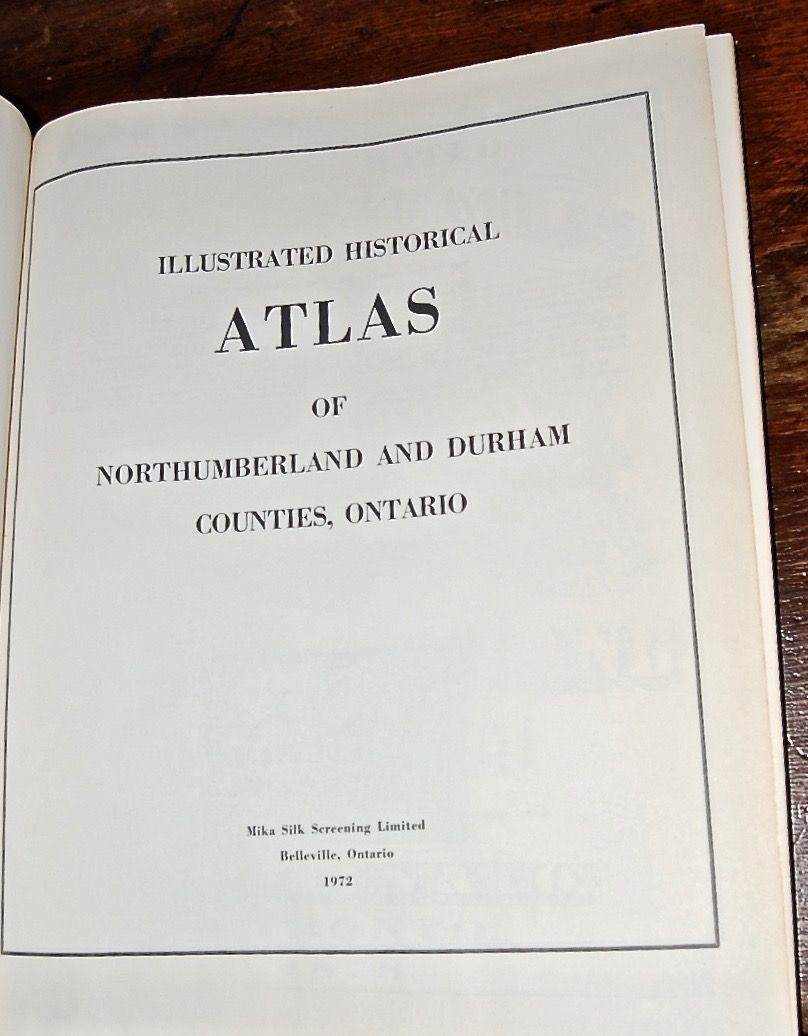 ILLUSTRATED HISTORICAL
ATLAS
OF
NORTHUMBERLAND AND DURHAM
COUNTIES, ONTARIO
Mika Silk Screening Limited
Belleville, Ontario
1972